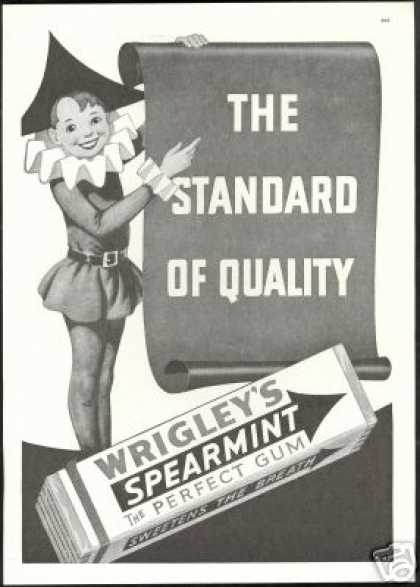 THE
STANDARD
OF QUALITY
WRIGLEY'S
SPEARMINT
THE PERFECT GUM
SWEETENS THE BREATH